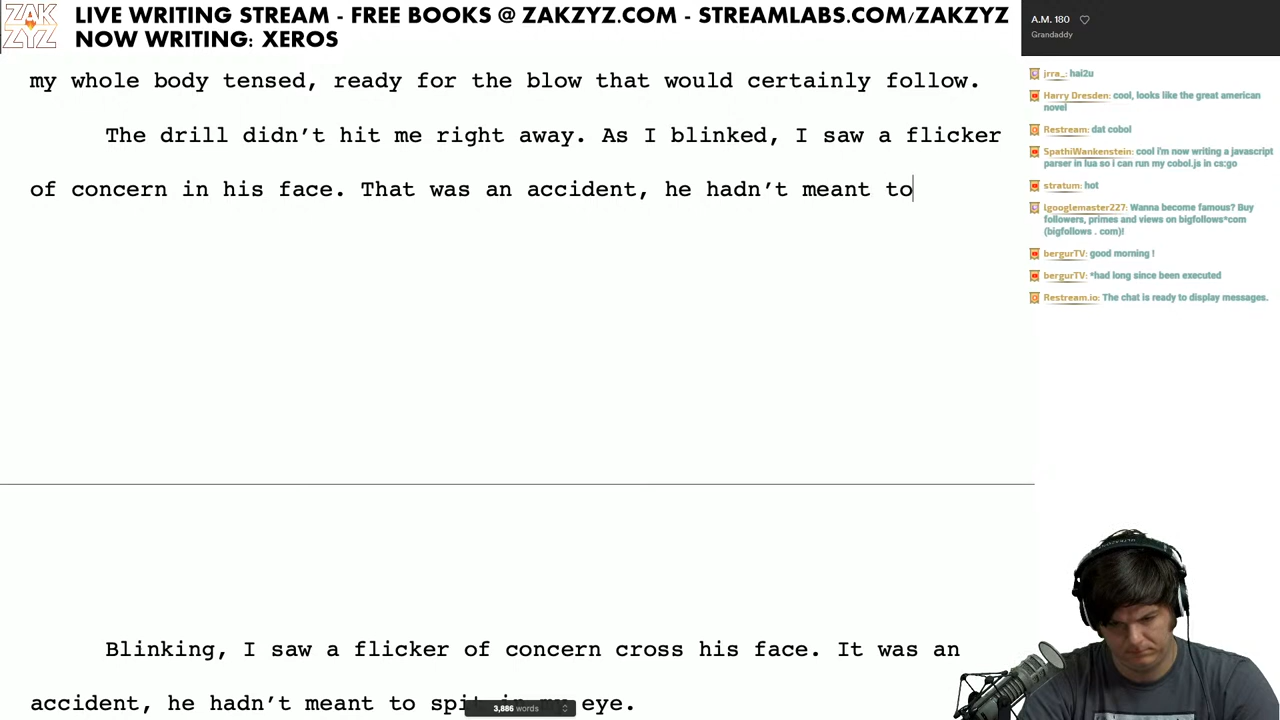 ZAK
ZYZ
LIVE WRITING STREAM - FREE BOOKS @ ZAKZYZ.COM - STREAMLABS.COM/ZAKZYZ
NOW WRITING: XEROS
my whole body tensed, ready for the blow that would certainly follow.
The drill didn’t hit me right away. As I blinked, I saw a flicker
of concern in his face. That was an accident, he hadn’t meant to
Blinking, I saw a flicker of concern cross his face. It was an
accident, he hadn’t meant to spit in my eye.
3,886 words
A.M. 180
Grandaddy
jrra_: hai2u
Harry Dresden: cool, looks like the great american
novel
Restream: dat cobol
SpathiWankenstein: cool i'm now writing a javascript
parser in lua so i can run my cobol.js in cs:go
stratum: hot
lgooglemaster227: Wanna become famous? Buy
followers, primes and views on bigfollows*com
(bigfollows . com)!
bergurTV: good morning !
bergurTV: *had long since been executed
Restream.io: The chat is ready to display messages.